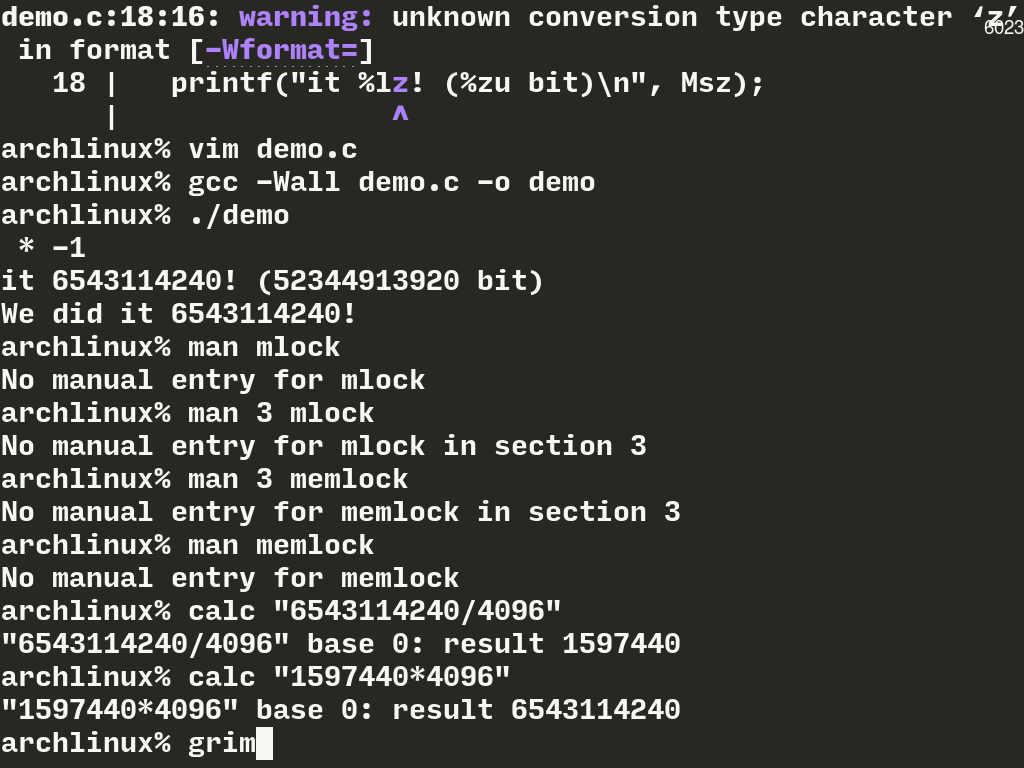 demo.c:18:16: warning: unknown conversion type character ‘z’
 in format [-Wformat=]
   18 |   printf("it %lz! (%zu bit)\n", Msz);
      |                ^
archlinux% vim demo.c
archlinux% gcc -Wall demo.c -o demo
archlinux% ./demo
 * -1
it 6543114240! (52344913920 bit)
We did it 6543114240!
archlinux% man mlock
No manual entry for mlock
archlinux% man 3 mlock
No manual entry for mlock in section 3
archlinux% man 3 memlock
No manual entry for memlock in section 3
archlinux% man memlock
No manual entry for memlock
archlinux% calc "6543114240/4096"
"6543114240/4096" base 0: result 1597440
archlinux% calc "1597440*4096"
"1597440*4096" base 0: result 6543114240
archlinux% grim
6023